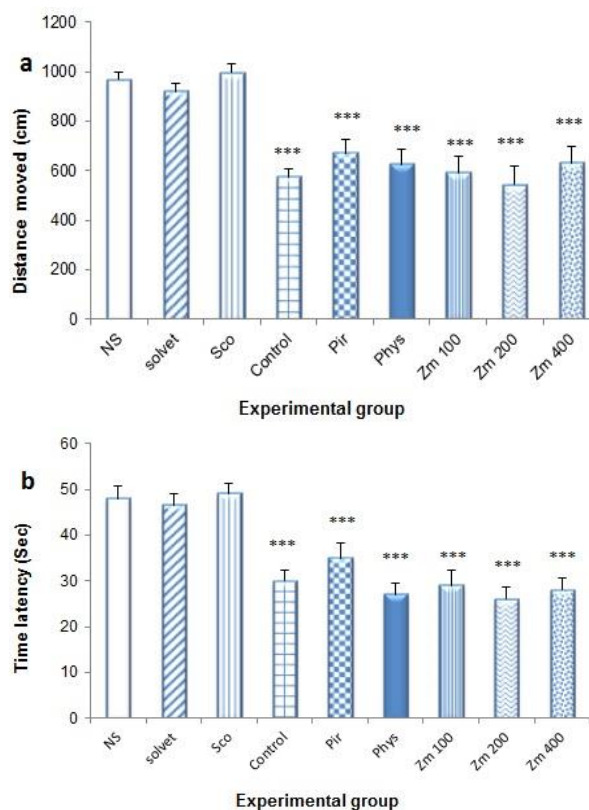 a
Distance moved (cm)
1200
1000
800
600
400
200
0
***
***
***
***
***
***
NS
solvet
Sco
Control
Pir
Phys
Zm 100
Zm 200
Zm 400
Experimental group
b
Time latency (Sec)
60
50
40
30
20
10
0
***
***
***
***
***
***
NS
solvet
Sco
Control
Pir
Phys
Zm 100
Zm 200
Zm 400
Experimental group